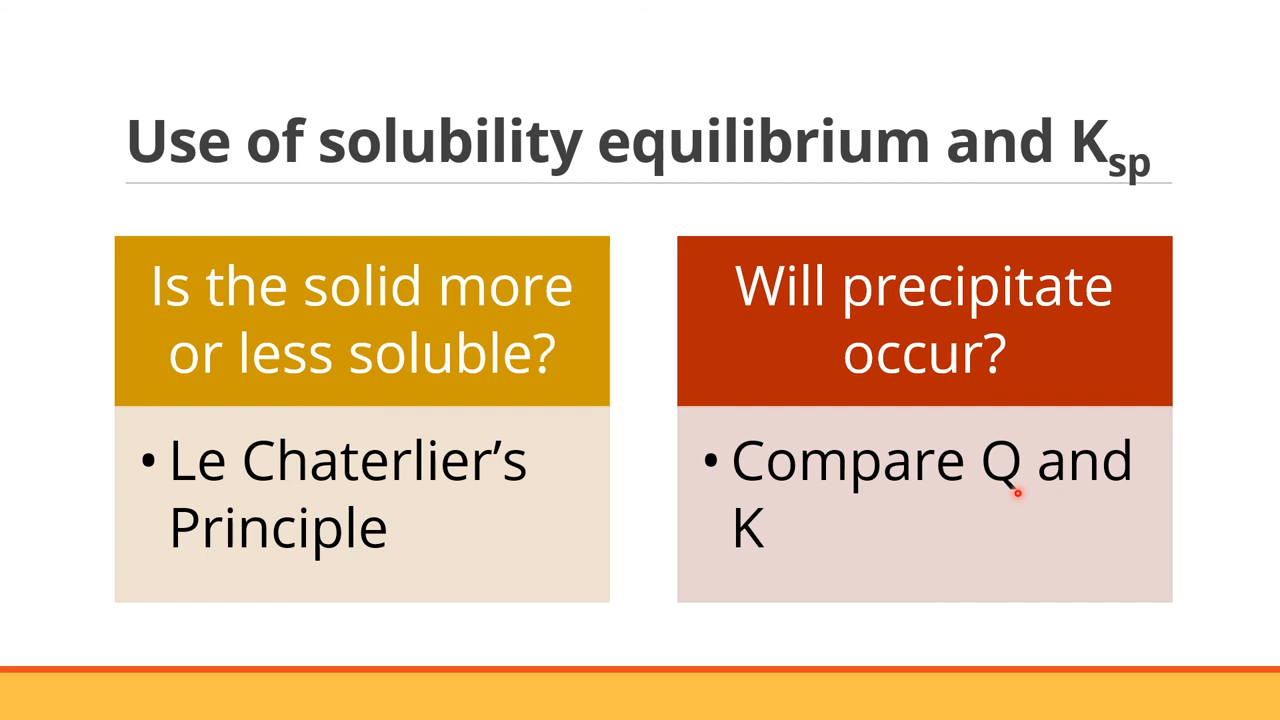 Use of solubility equilibrium and Ksp
Is the solid more
or less soluble?
• Le Chaterlier’s
Principle
Will precipitate
occur?
• Compare Q and
K